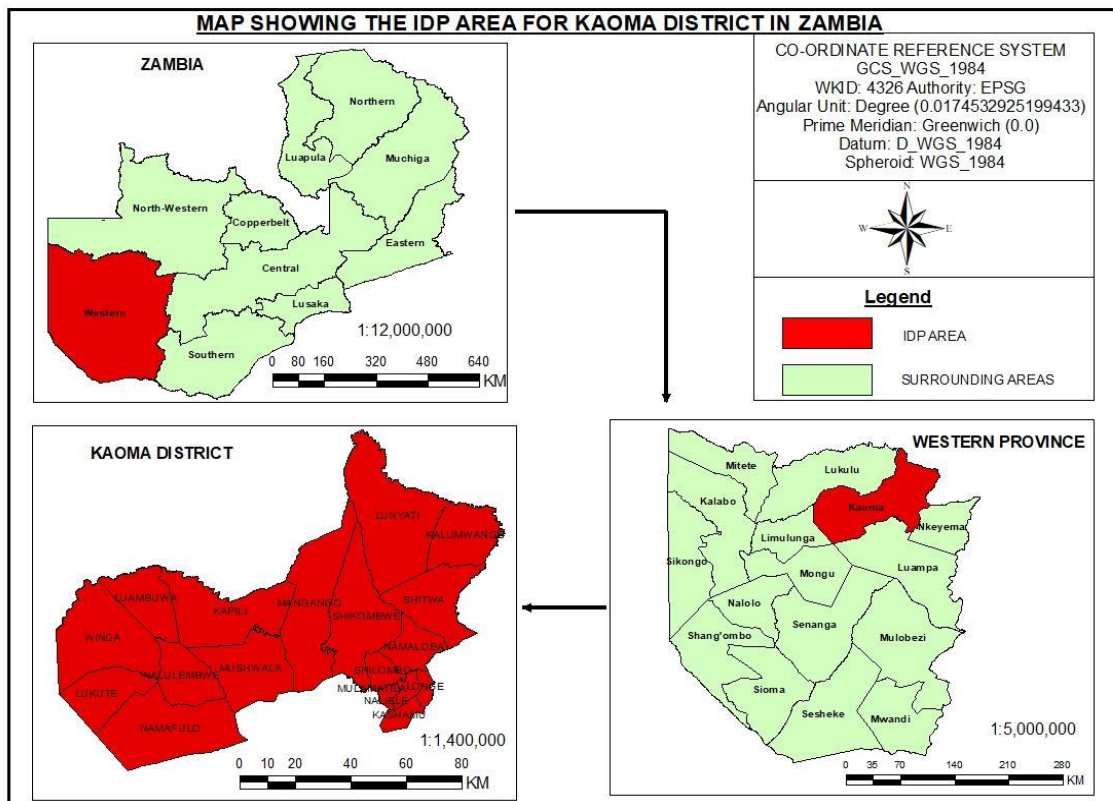 MAP SHOWING THE IDP AREA FOR KAOMA DISTRICT IN ZAMBIA
ZAMBIA
Northern
Luapula
Muchiga
North-Western
Copperbelt
Eastern
Central
Lusaka
Western
Southern
1:12,000,000
0 80 160 320 480 640
KM
CO-ORDINATE REFERENCE SYSTEM
GCS_WGS_1984
WKID: 4326 Authority: EPSG
Angular Unit: Degree (0.0174532925199433)
Prime Meridian: Greenwich (0.0)
Datum: D_WGS_1984
Spheroid: WGS_1984
N
W E
S
Legend
IDP AREA
SURROUNDING AREAS
KAOMA DISTRICT
LUNYATI
KALUMWANGE
LUAMBUWA
KAPILI
MANGANGO
SHITWA
SHIKOMBWE
WINDA
NAMALOBA
NALULEMBWE
MUSHWALA
SHILOMBO
LUKUTE
NALIELE
NAMAFULO
1:1,400,000
0 10 20 40 60 80
KM
WESTERN PROVINCE
Mitete
Lukulu
Kalabo
Kaoma
Nkeyema
Limulunga
Sikongo
Mongu
Luampa
Nalolo
Senanga
Shang'ombo
Mulobezi
Sioma
Sesheke
Mwandi
1:5,000,000
0 35 70 140 210 280
KM